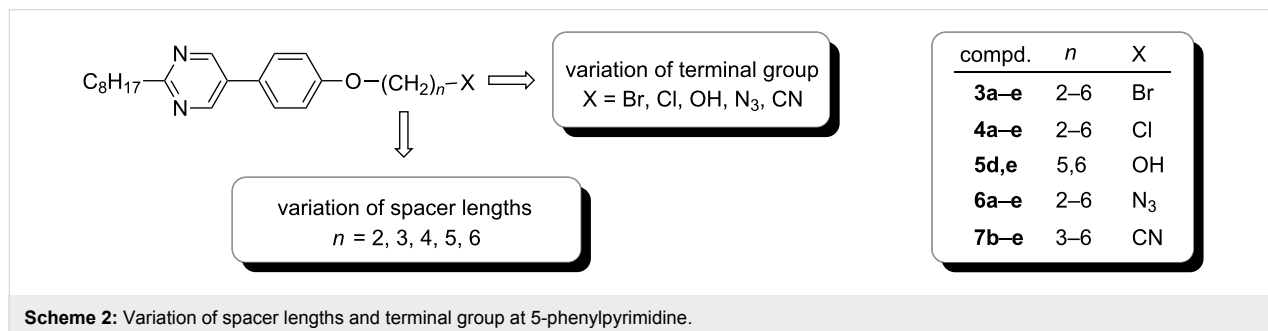 C₈H₁₇ N N O (CH₂)ₙ X
variation of terminal group
X = Br, Cl, OH, N₃, CN
variation of spacer lengths
n = 2, 3, 4, 5, 6
compd. n X
3a–e 2–6 Br
4a–e 2–6 Cl
5d,e 5,6 OH
6a–e 2–6 N₃
7b–e 3–6 CN
Scheme 2: Variation of spacer lengths and terminal group at 5-phenylpyrimidine.